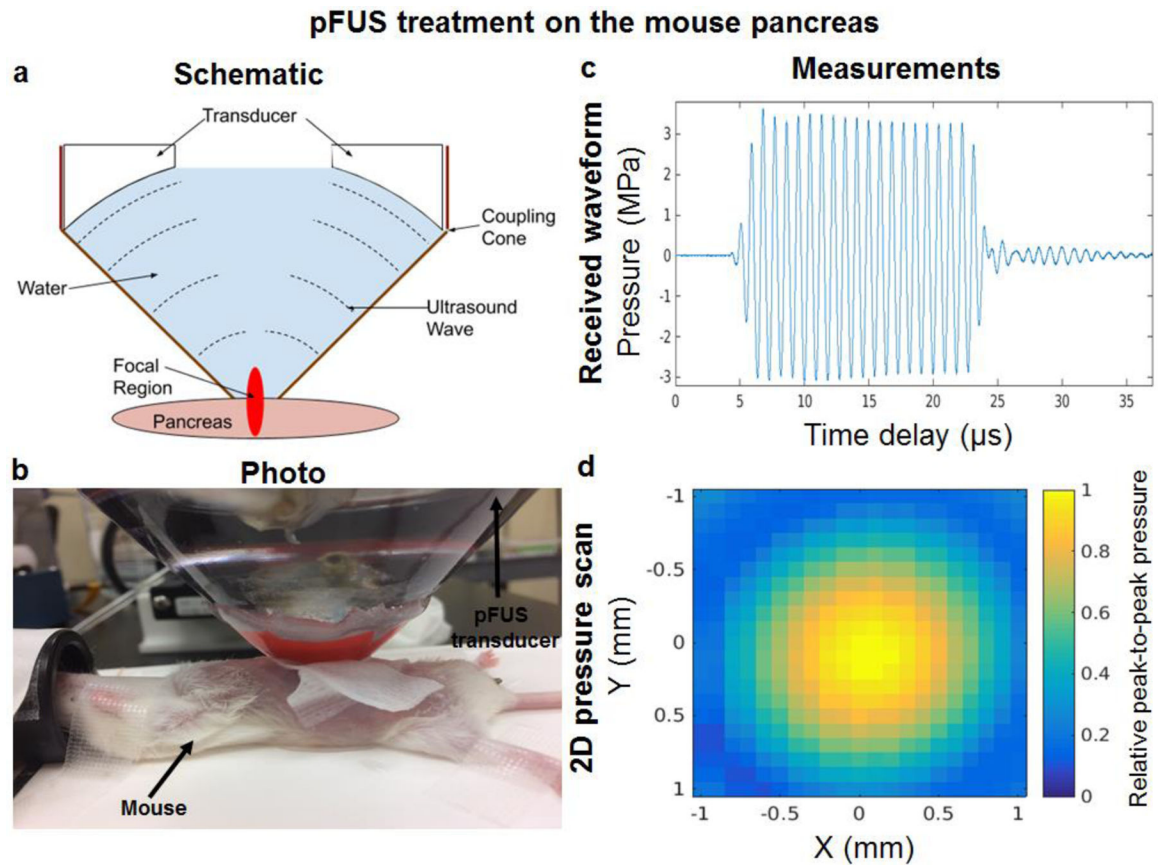 pFUS treatment on the mouse pancreas
a
Schematic
Transducer
Coupling
Cone
Water
Ultrasound
Wave
Focal
Region
Pancreas
b
Photo
pFUS
transducer
Mouse
c
Measurements
Received waveform
Pressure (MPa)
3
2
1
0
-1
-2
-3
0
5
10
15
20
25
30
35
Time delay (µs)
d
2D pressure scan
Y (mm)
-1
-0.5
0
0.5
1
-1
-0.5
0
0.5
1
X (mm)
1
0.8
0.6
0.4
0.2
0
Relative peak-to-peak pressure